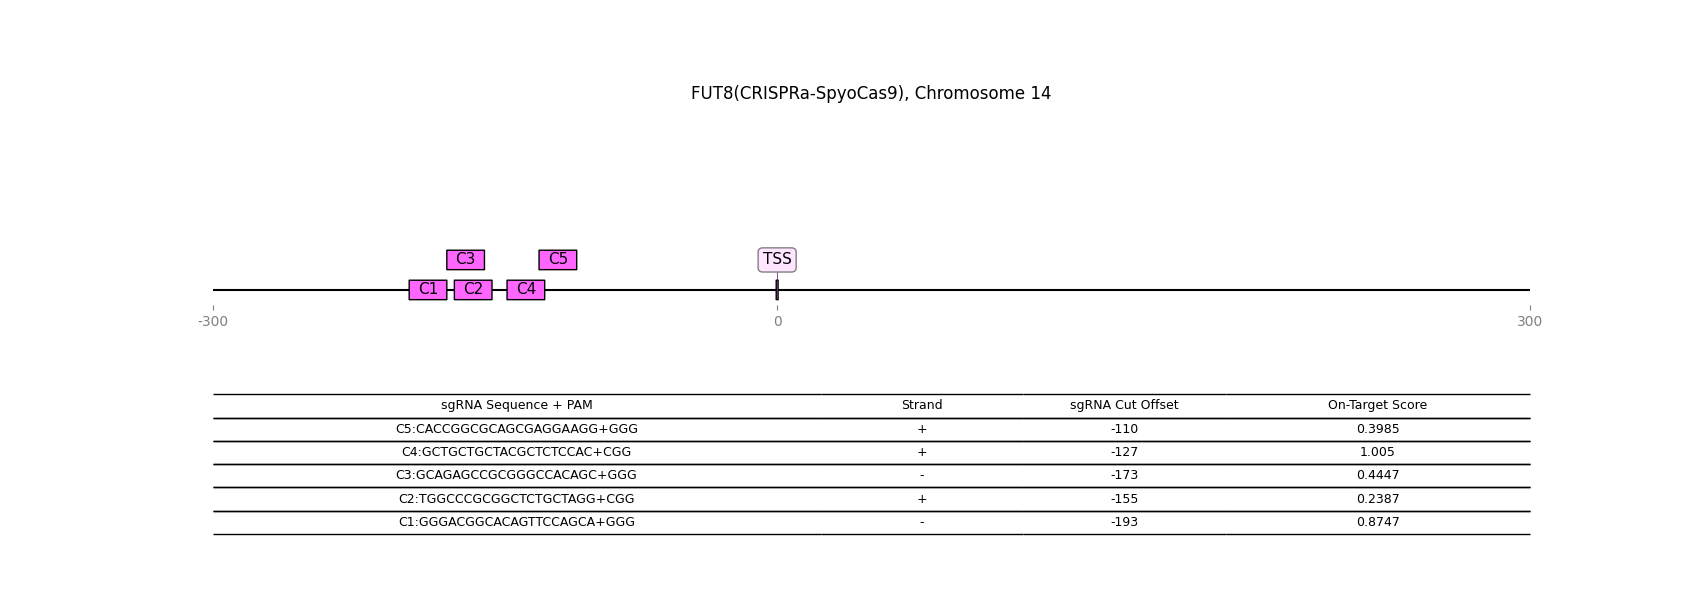 FUT8(CRISPRa-SpyoCas9), Chromosome 14
C3 C5 TSS
C1 C2 C4
-300 0 300
sgRNA Sequence + PAM Strand sgRNA Cut Offset On-Target Score
C5:CACCGGCGCAGCGAGGAAGG+GGG + -110 0.3985
C4:GCTGCTGCTACGCTCTCCAC+CGG + -127 1.005
C3:GCAGAGCCGCGGGCCACAGC+GGG - -173 0.4447
C2:TGGCCCGCGGCTCTGCTAGG+CGG + -155 0.2387
C1:GGGACGGCACAGTTCCAGCA+GGG - -193 0.8747